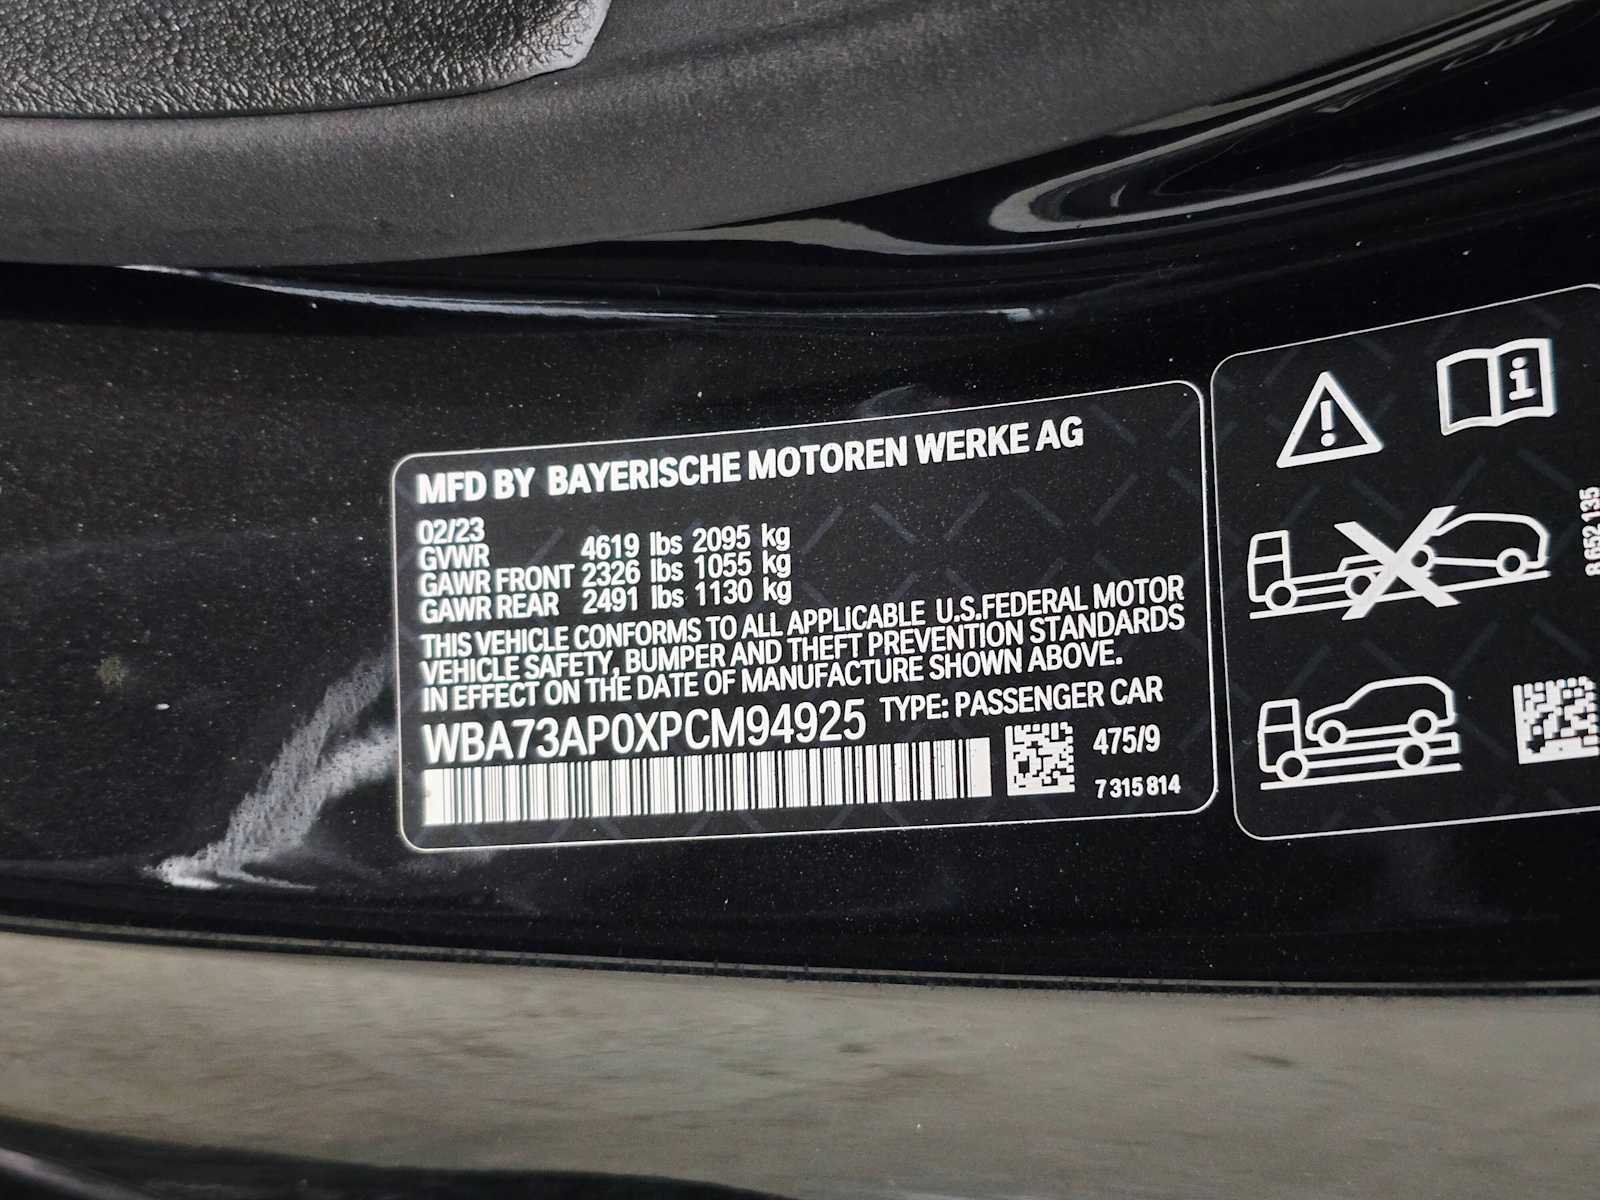 MFD BY BAYERISCHE MOTOREN WERKE AG
02/23
GVWR 4619 lbs 2095 kg
GAWR FRONT 2326 lbs 1055 kg
GAWR REAR 2491 lbs 1130 kg
THIS VEHICLE CONFORMS TO ALL APPLICABLE U.S.FEDERAL MOTOR
VEHICLE SAFETY, BUMPER AND THEFT PREVENTION STANDARDS
IN EFFECT ON THE DATE OF MANUFACTURE SHOWN ABOVE.
WBA73AP0XPCM94925 TYPE: PASSENGER CAR
475/9
7 315 814
8 652 135